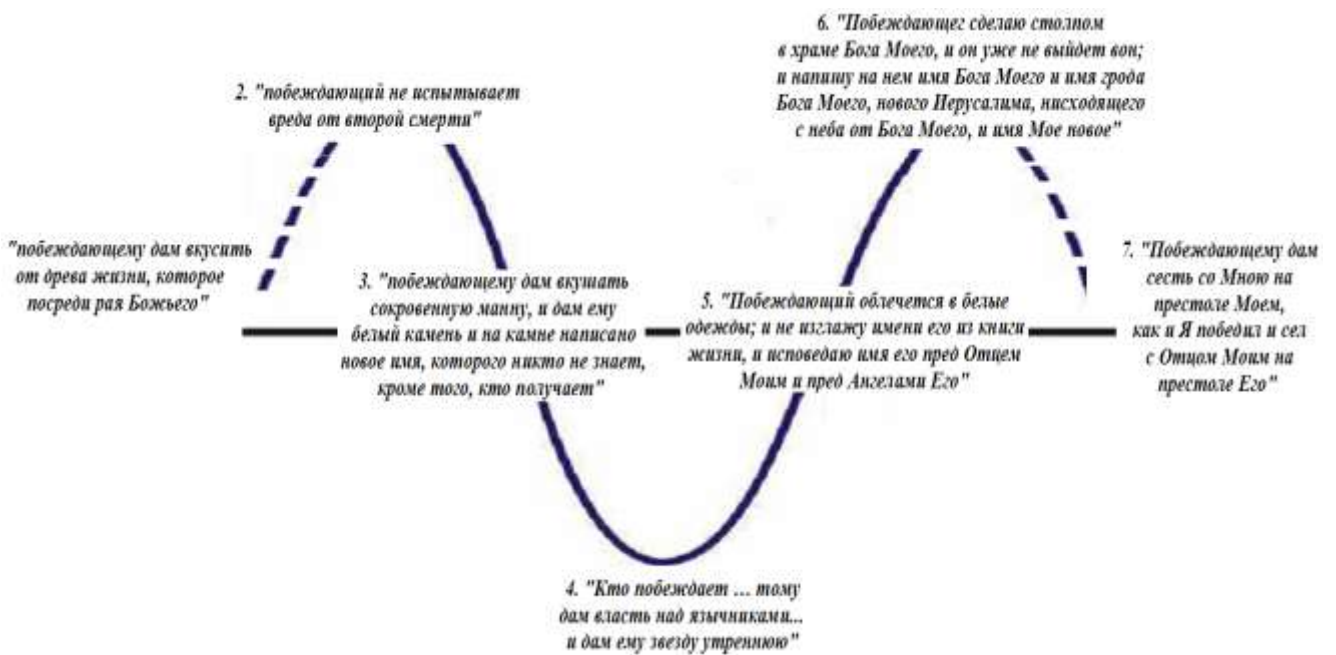 "побеждающему дам вкусить
от древа жизни, которое
посреди рая Божьего"
2. "побеждающий не испытывает
вреда от второй смерти"
3. "побеждающему дам вкушать
сокровенную манну, и дам ему
белый камень и на камне написано
новое имя, которого никто не знает,
кроме того, кто получает"
4. "Кто побеждает ... тому
дам власть над язычниками...
и дам ему звезду утреннюю"
5. "Побеждающий облечется в белые
одежды; и не изглажу имени его из книги
жизни, и исповедаю имя его пред Отцем
Моим и пред Ангелами Его"
6. "Побеждающег сделаю столпом
в храме Бога Моего, и он уже не выйдет вон;
и напишу на нем имя Бога Моего и имя грода
Бога Моего, нового Иерусалима, нисходящего
с неба от Бога Моего, и имя Мое новое"
7. "Побеждающему дам
сесть со Мною на
престоле Моем,
как и Я победил и сел
с Отцом Моим на
престоле Его"